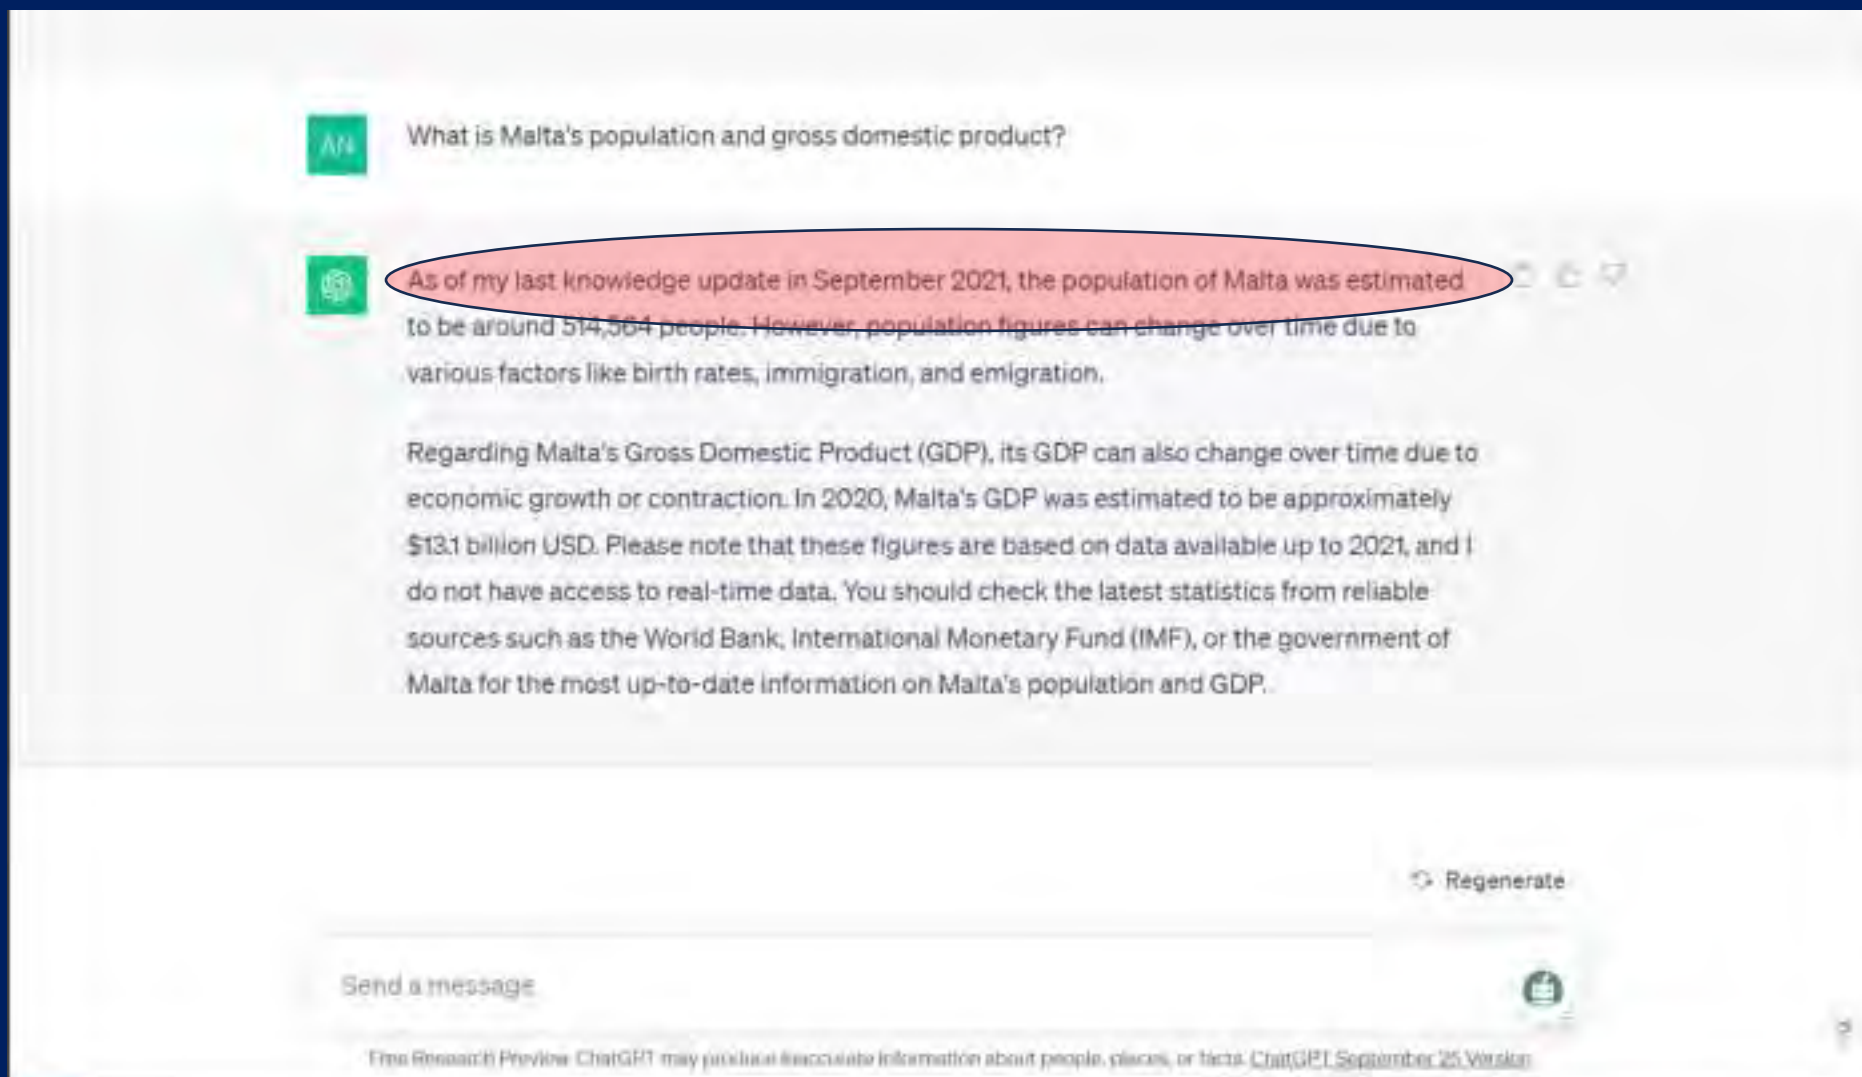 AN
What is Malta's population and gross domestic product?
As of my last knowledge update in September 2021, the population of Malta was estimated
to be around 514,564 people. However, population figures can change over time due to
various factors like birth rates, immigration, and emigration.
Regarding Malta's Gross Domestic Product (GDP), its GDP can also change over time due to
economic growth or contraction. In 2020, Malta's GDP was estimated to be approximately
$13.1 billion USD. Please note that these figures are based on data available up to 2021, and I
do not have access to real-time data. You should check the latest statistics from reliable
sources such as the World Bank, International Monetary Fund (IMF), or the government of
Malta for the most up-to-date information on Malta's population and GDP.
Regenerate
Send a message
Free Research Preview. ChatGPT may produce inaccurate information about people, places, or facts. ChatGPT September 25 Version
?